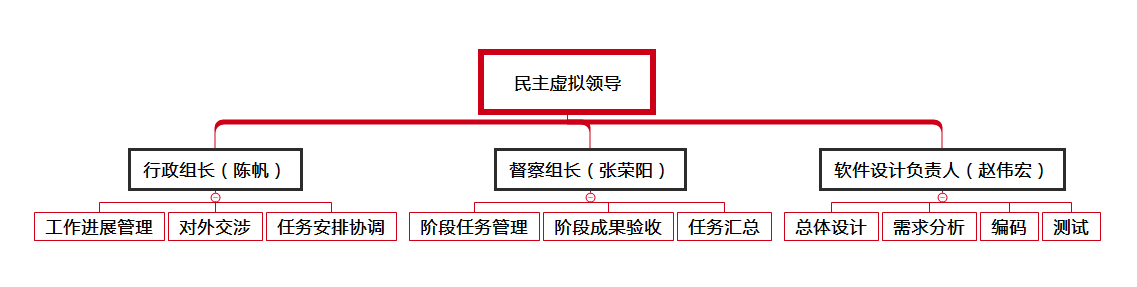 民主虚拟领导
行政组长（陈帆）
督察组长（张荣阳）
软件设计负责人（赵伟宏）
工作进展管理
对外交涉
任务安排协调
阶段任务管理
阶段成果验收
任务汇总
总体设计
需求分析
编码
测试